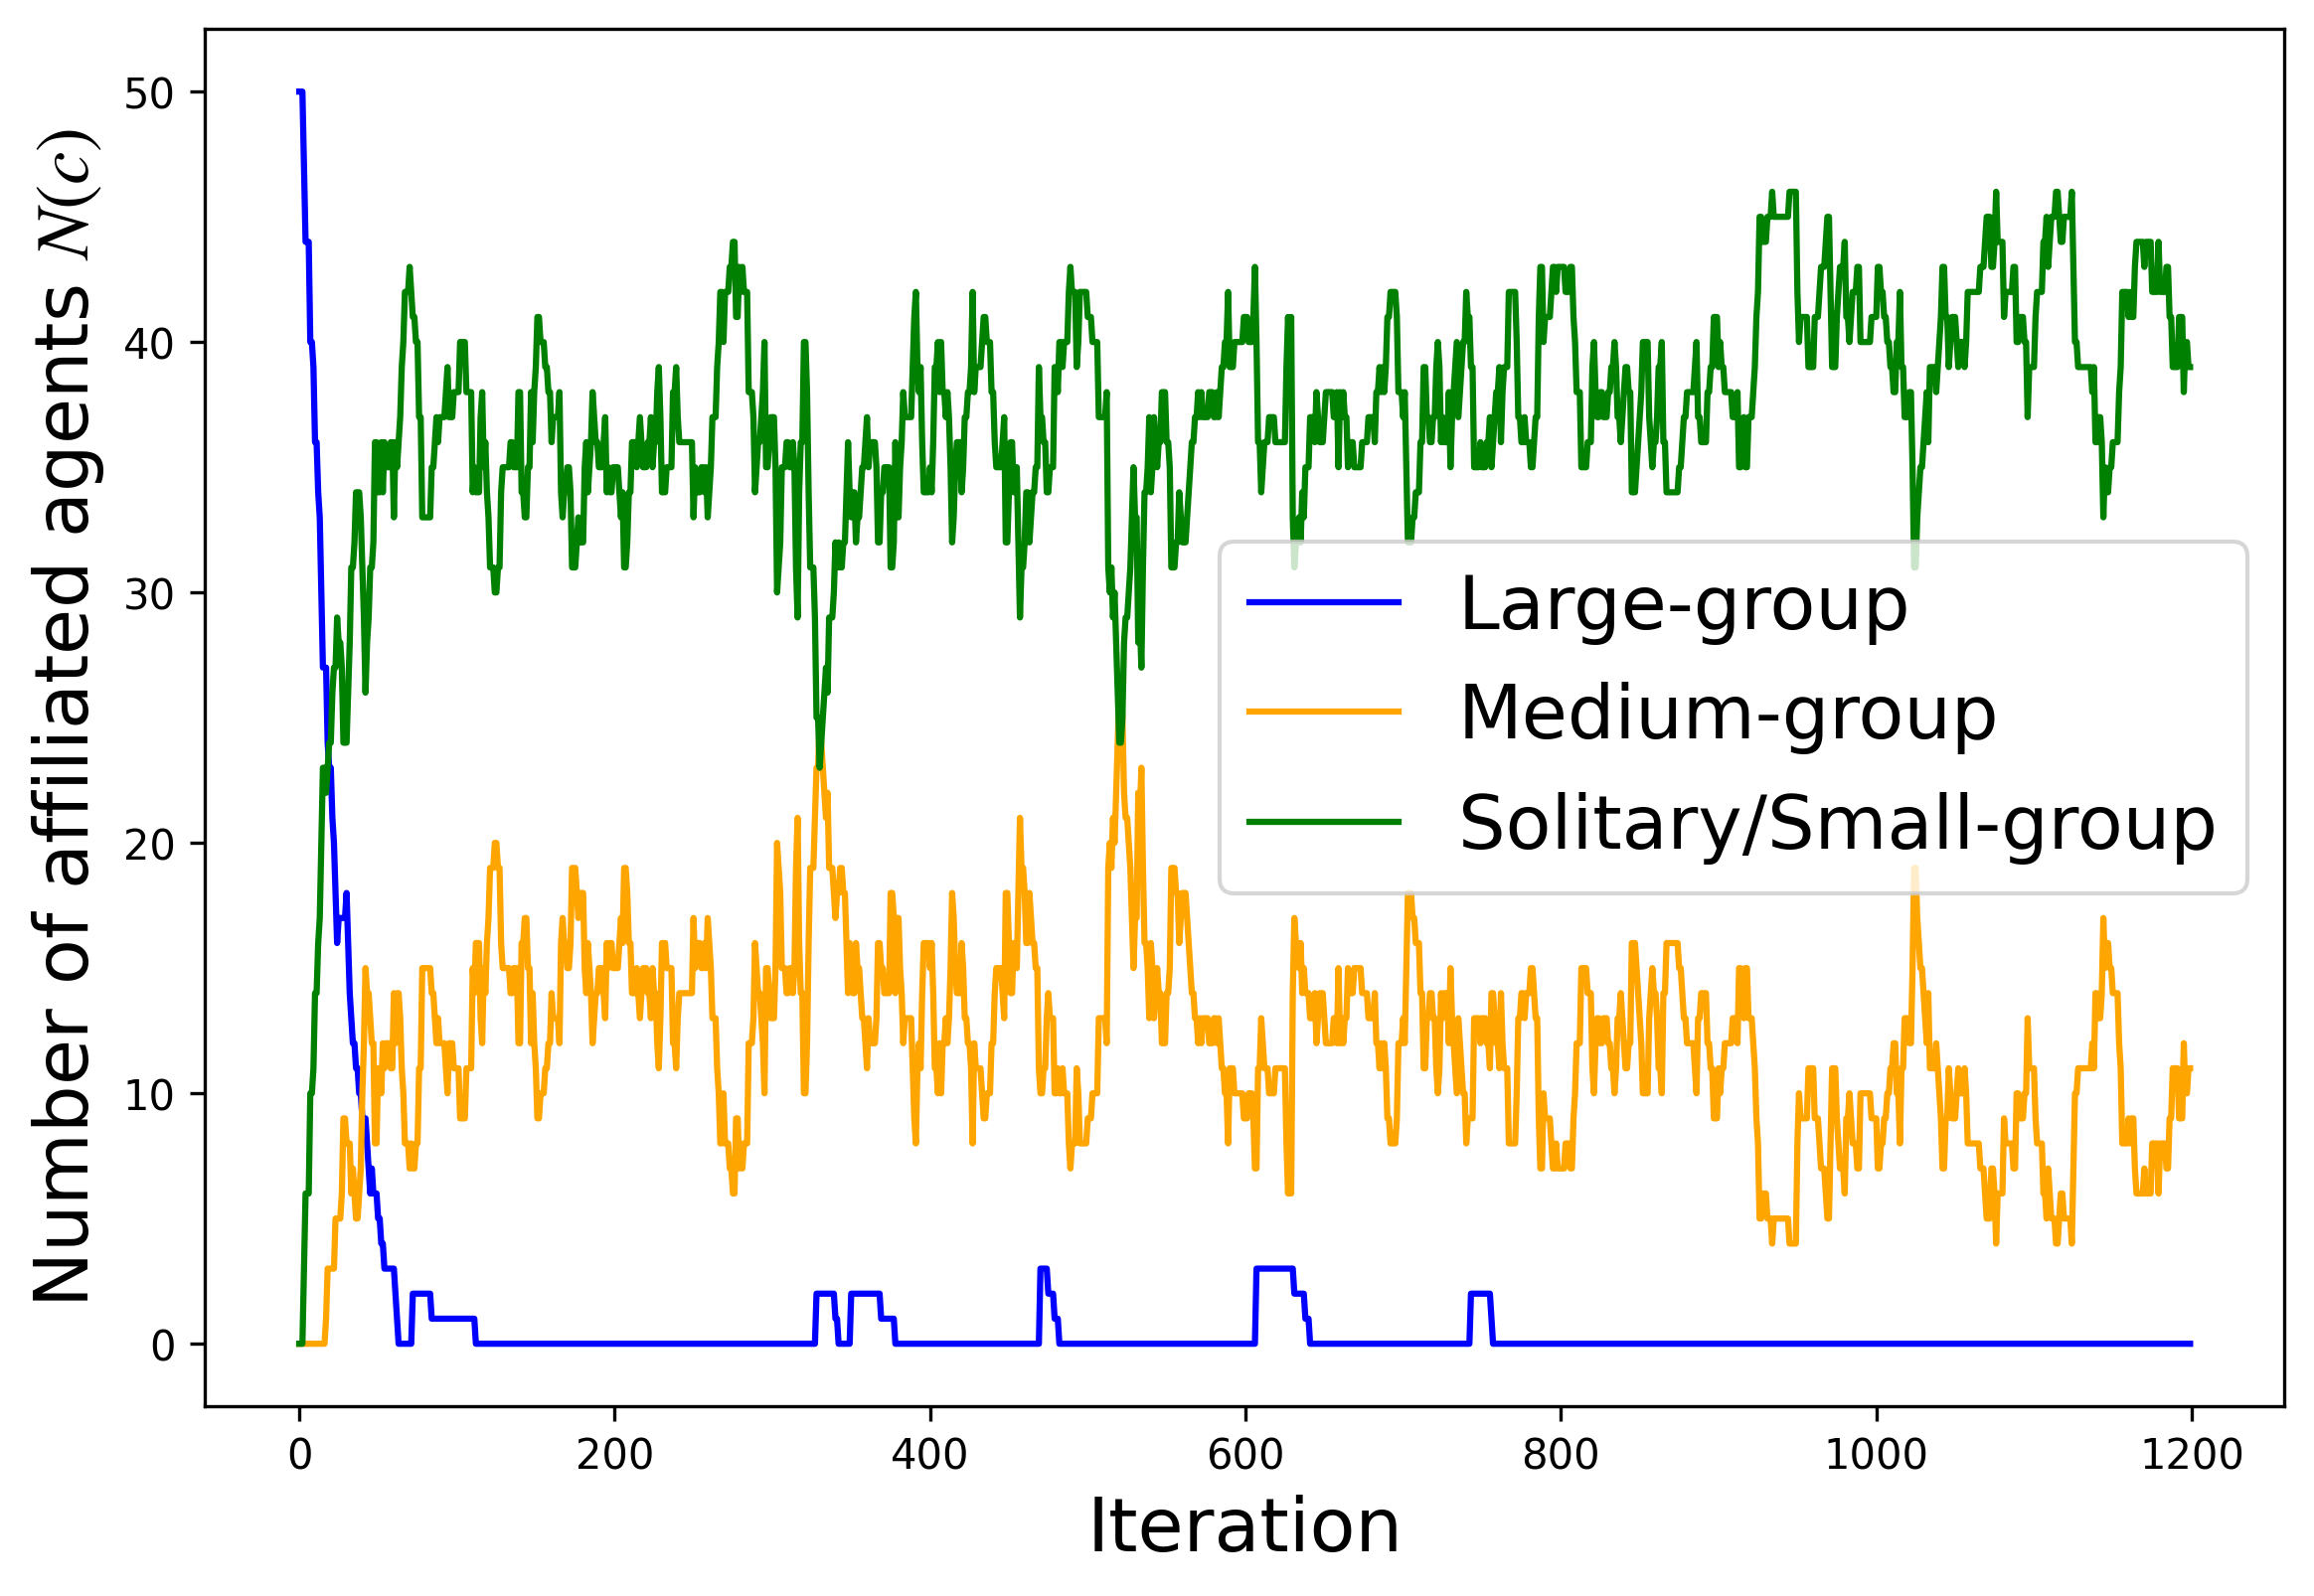 Number of affiliated agents N(c)
50
40
30
20
10
0
Large-group
Medium-group
Solitary/Small-group
0 200 400 600 800 1000 1200
Iteration